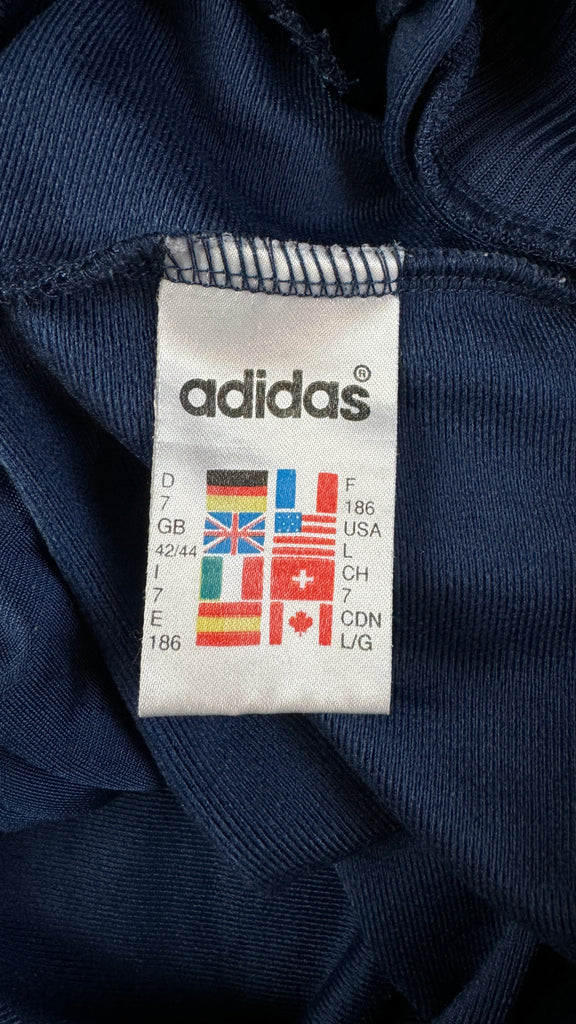 adidas®
D
7
GB
42/44
I
7
E
186
F
186
USA
L
CH
7
CDN
L/G